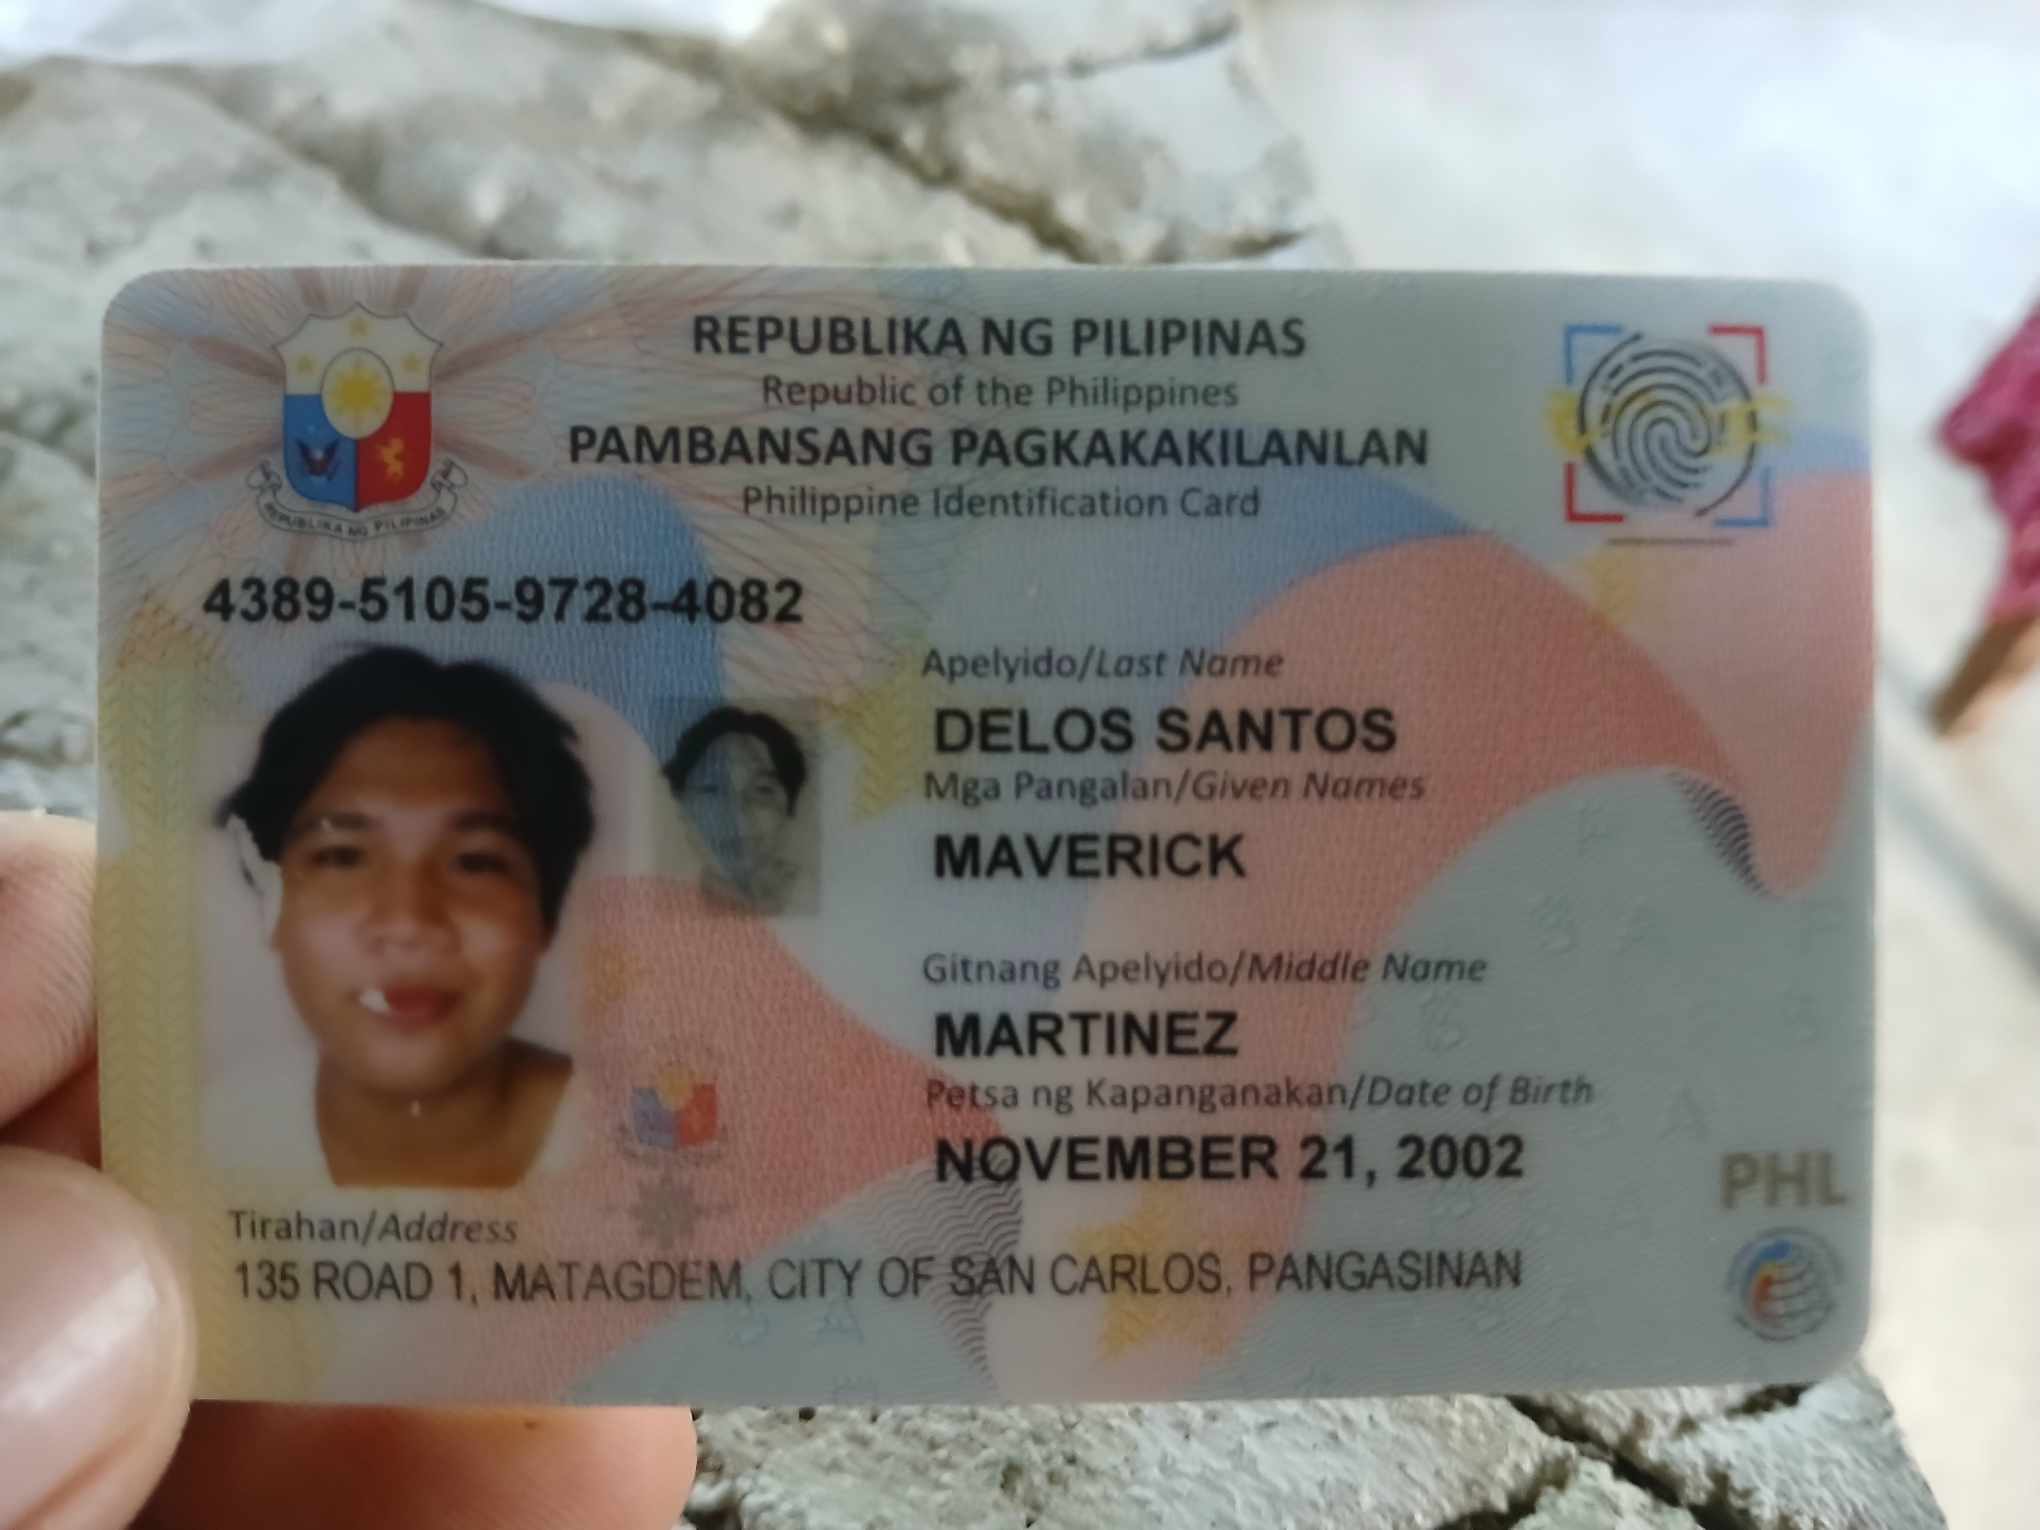 REPUBLIKA NG PILIPINAS
Republic of the Philippines
PAMBANSANG PAGKAKAKILANLAN
Philippine Identification Card
REPUBLIKA NG PILIPINAS
4389-5105-9728-4082
Apelyido/Last Name
DELOS SANTOS
Mga Pangalan/Given Names
MAVERICK
Gitnang Apelyido/Middle Name
MARTINEZ
Petsa ng Kapanganakan/Date of Birth
NOVEMBER 21, 2002
PHL
Tirahan/Address
135 ROAD 1, MATAGDEM, CITY OF SAN CARLOS, PANGASINAN